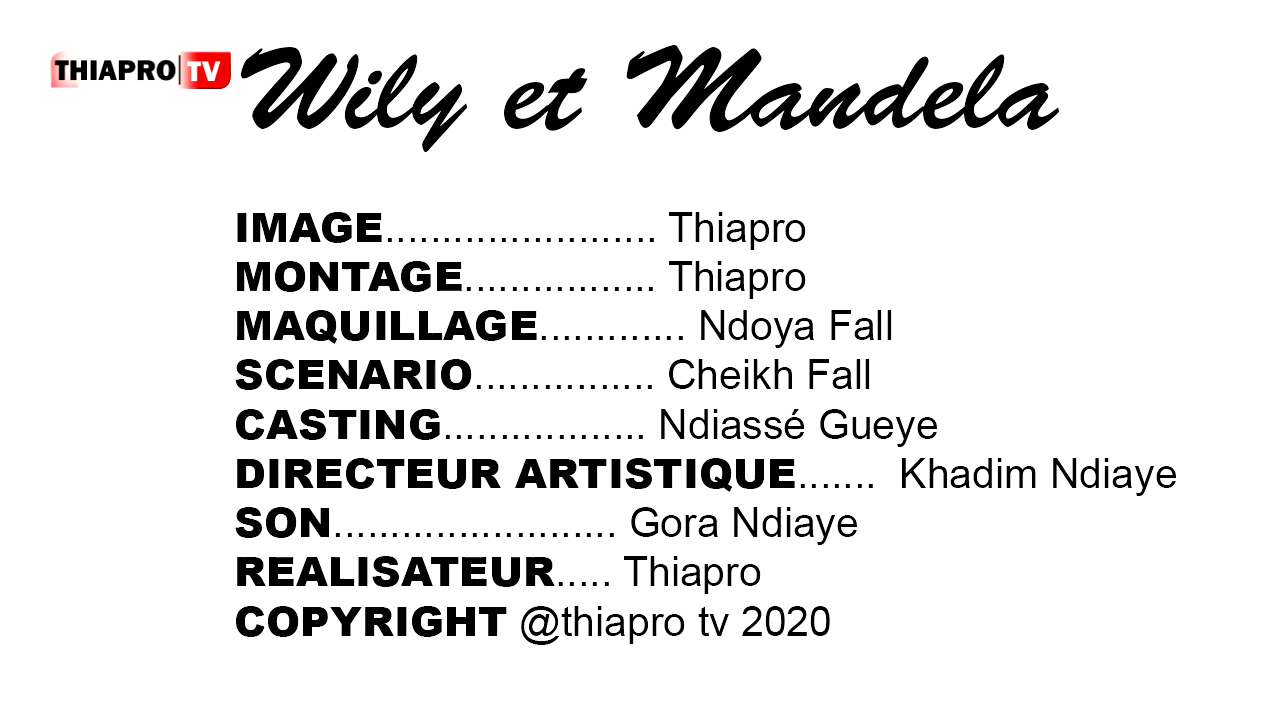 THIAPRO TV
Wily et Mandela
IMAGE........................ Thiapro
MONTAGE................. Thiapro
MAQUILLAGE............. Ndoya Fall
SCENARIO................ Cheikh Fall
CASTING.................. Ndiassé Gueye
DIRECTEUR ARTISTIQUE....... Khadim Ndiaye
SON......................... Gora Ndiaye
REALISATEUR..... Thiapro
COPYRIGHT @thiapro tv 2020